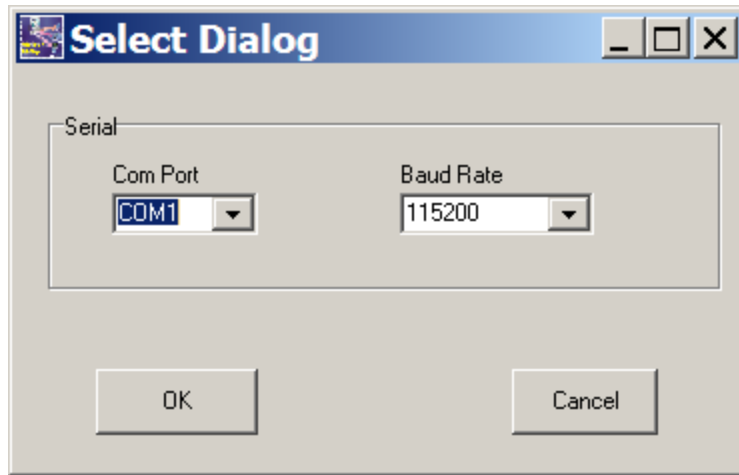 Select Dialog
Serial
Com Port Baud Rate
COM1 115200
OK Cancel